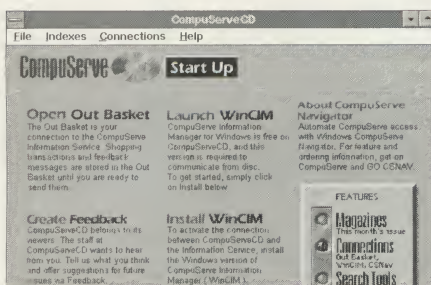 CompuServeCD
File Indexes Connections Help
CompuServe Start Up
Open Out Basket
The Out Basket is your
connection to the CompuServe
Information Service. Shopping
transactions and feedback
messages are stored in the Out
Basket until you are ready to
send them.
Launch WinCIM
CompuServe Information
Manager for Windows is free on
CompuServeCD, and this
version is required to
communicate from disc.
To get started, simply click
on Install below
About CompuServe
Navigator
Automate CompuServe access
with Windows CompuServe
Navigator. For feature and
ordering information, get on
CompuServe and GO CSNAV.
Create Feedback
CompuServeCD belongs to its
viewers. The staff at
CompuServeCD wants to hear
from you. Tell us what you think
and offer suggestions for future
issues via Feedback.
Install WinCIM
To activate the connection
between CompuServeCD and
the Information Service, install
the Windows version of
CompuServe Information
Manager (WinCIM).
FEATURES
Magazines
This month's issue
Connections
Out Basket,
WinCIM, CSNav
Search Tools